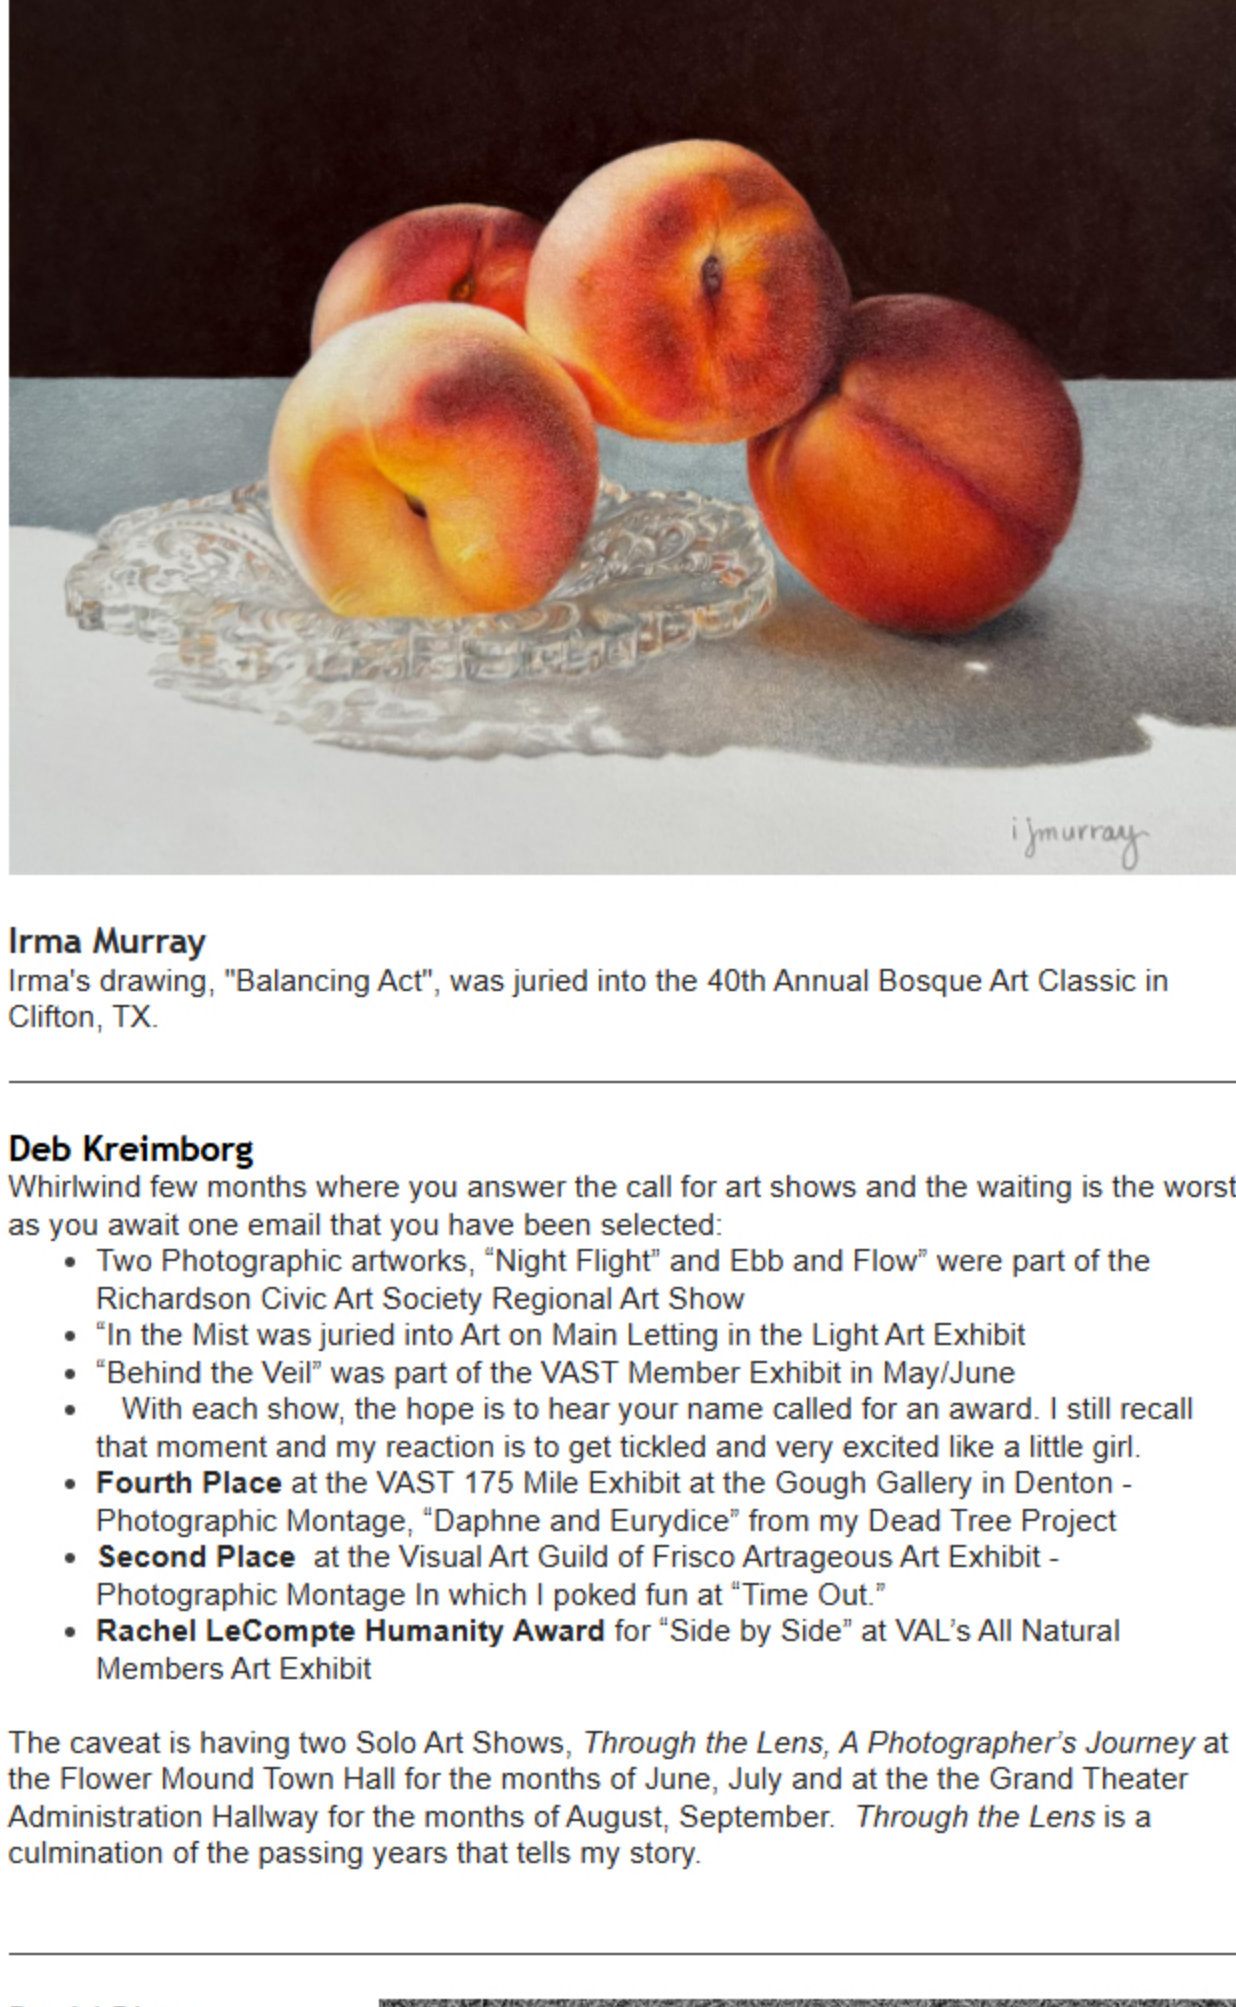 ijmurray
Irma Murray
Irma's drawing, "Balancing Act", was juried into the 40th Annual Bosque Art Classic in
Clifton, TX.
Deb Kreimborg
Whirlwind few months where you answer the call for art shows and the waiting is the worst
as you await one email that you have been selected:
• Two Photographic artworks, “Night Flight” and Ebb and Flow” were part of the
Richardson Civic Art Society Regional Art Show
• “In the Mist was juried into Art on Main Letting in the Light Art Exhibit
• “Behind the Veil” was part of the VAST Member Exhibit in May/June
• With each show, the hope is to hear your name called for an award. I still recall
that moment and my reaction is to get tickled and very excited like a little girl.
• Fourth Place at the VAST 175 Mile Exhibit at the Gough Gallery in Denton -
Photographic Montage, “Daphne and Eurydice” from my Dead Tree Project
• Second Place at the Visual Art Guild of Frisco Artrageous Art Exhibit -
Photographic Montage In which I poked fun at “Time Out.”
• Rachel LeCompte Humanity Award for “Side by Side” at VAL’s All Natural
Members Art Exhibit
The caveat is having two Solo Art Shows, Through the Lens, A Photographer’s Journey at
the Flower Mound Town Hall for the months of June, July and at the the Grand Theater
Administration Hallway for the months of August, September. Through the Lens is a
culmination of the passing years that tells my story.